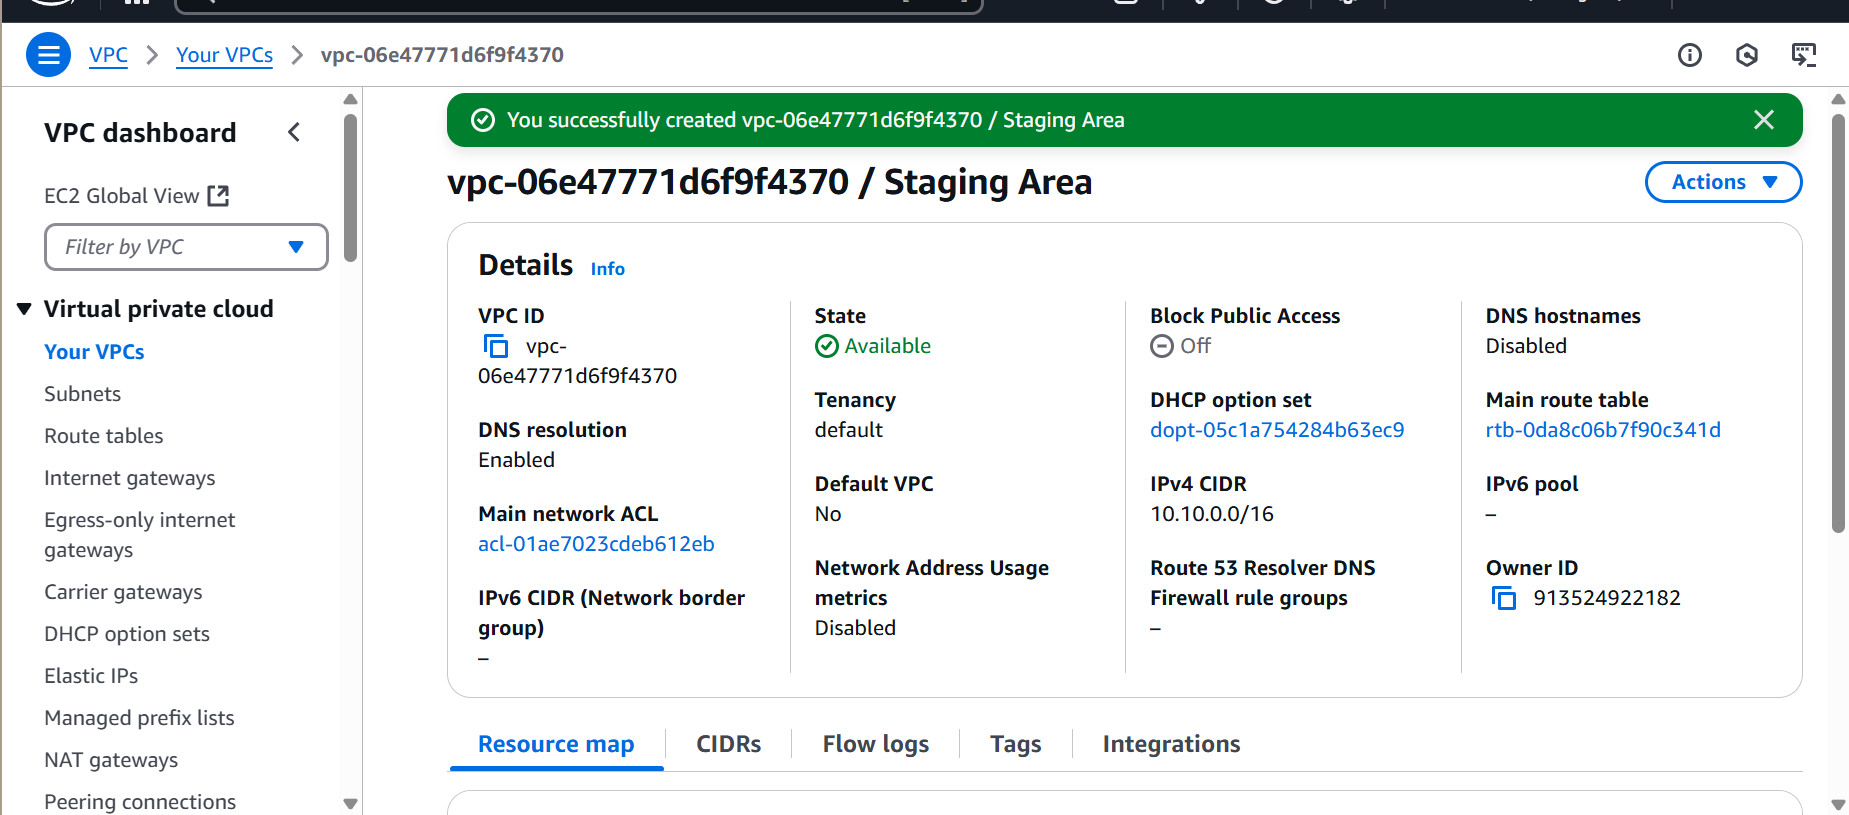 VPC
Your VPCs
vpc-06e47771d6f9f4370
VPC dashboard
EC2 Global View
Filter by VPC
Virtual private cloud
Your VPCs
Subnets
Route tables
Internet gateways
Egress-only internet
gateways
Carrier gateways
DHCP option sets
Elastic IPs
Managed prefix lists
NAT gateways
Peering connections
You successfully created vpc-06e47771d6f9f4370 / Staging Area
vpc-06e47771d6f9f4370 / Staging Area
Actions
Details Info
VPC ID
vpc-
06e47771d6f9f4370
DNS resolution
Enabled
Main network ACL
acl-01ae7023cdeb612eb
IPv6 CIDR (Network border
group)
–
State
Available
Tenancy
default
Default VPC
No
Network Address Usage
metrics
Disabled
Block Public Access
Off
DHCP option set
dopt-05c1a754284b63ec9
IPv4 CIDR
10.10.0.0/16
Route 53 Resolver DNS
Firewall rule groups
–
DNS hostnames
Disabled
Main route table
rtb-0da8c06b7f90c341d
IPv6 pool
–
Owner ID
913524922182
Resource map
CIDRs
Flow logs
Tags
Integrations